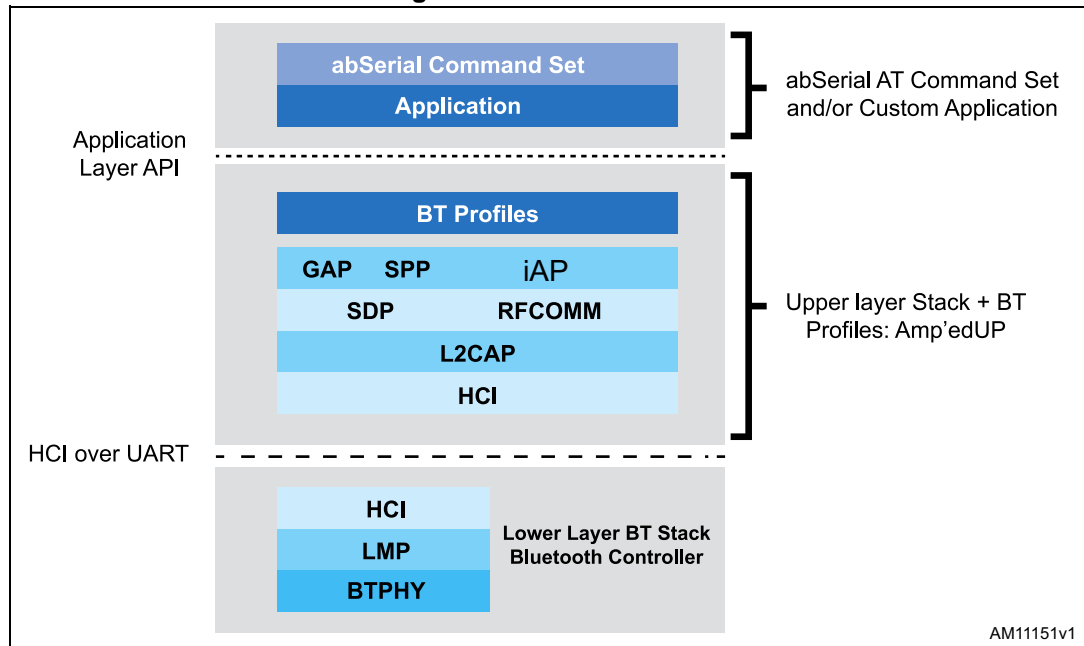 abSerial Command Set
Application
abSerial AT Command Set
and/or Custom Application
Application
Layer API
BT Profiles
GAP SPP iAP
SDP RFCOMM
L2CAP
HCI
Upper layer Stack + BT
Profiles: Amp'edUP
HCI over UART
HCI
LMP
BTPHY
Lower Layer BT Stack
Bluetooth Controller
AM11151v1